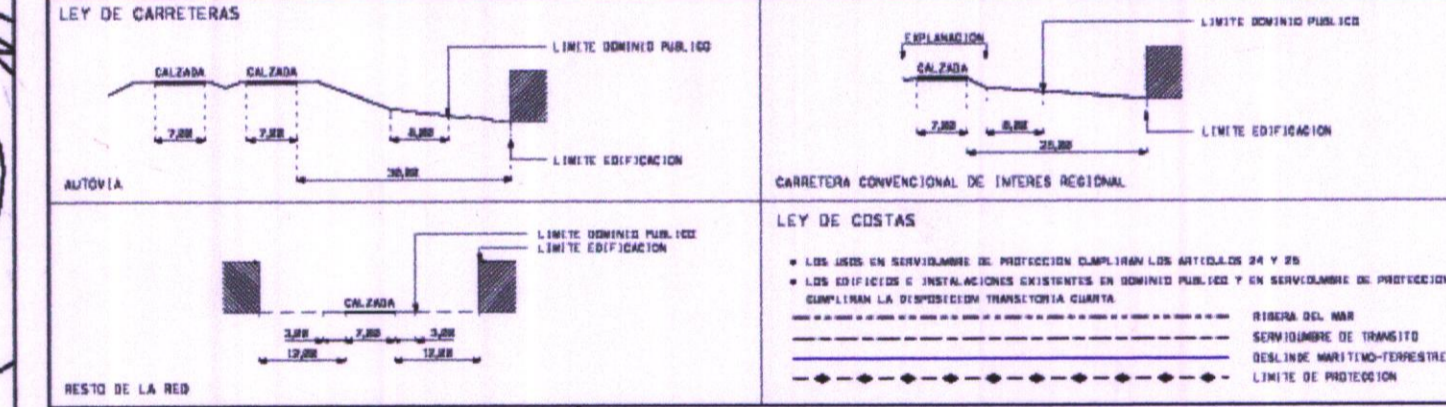 LEY DE CARRETERAS
LIMITE DOMINIO PUBLICO
CALZADA CALZADA
7,00 7,00 8,00
LIMITE EDIFICACION
30,00
AUTOVIA
LIMITE DOMINIO PUBLICO
EXPLANACION
CALZADA
7,00 8,00
LIMITE EDIFICACION
25,00
CARRETERA CONVENCIONAL DE INTERES REGIONAL
LIMITE DOMINIO PUBLICO
LIMITE EDIFICACION
CALZADA
3,00 7,00 3,00
12,00 12,00
RESTO DE LA RED
LEY DE COSTAS
• LOS USOS EN SERVIDUMBRE DE PROTECCION CUMPLIRAN LOS ARTICULOS 24 Y 25
• LOS EDIFICIOS E INSTALACIONES EXISTENTES EN DOMINIO PUBLICO Y EN SERVIDUMBRE DE PROTECCION
CUMPLIRAN LA DISPOSICION TRANSITORIA CUARTA
RIBERA DEL MAR
SERVIDUMBRE DE TRANSITO
DESLINDE MARITIMO-TERRESTRE
LIMITE DE PROTECCION